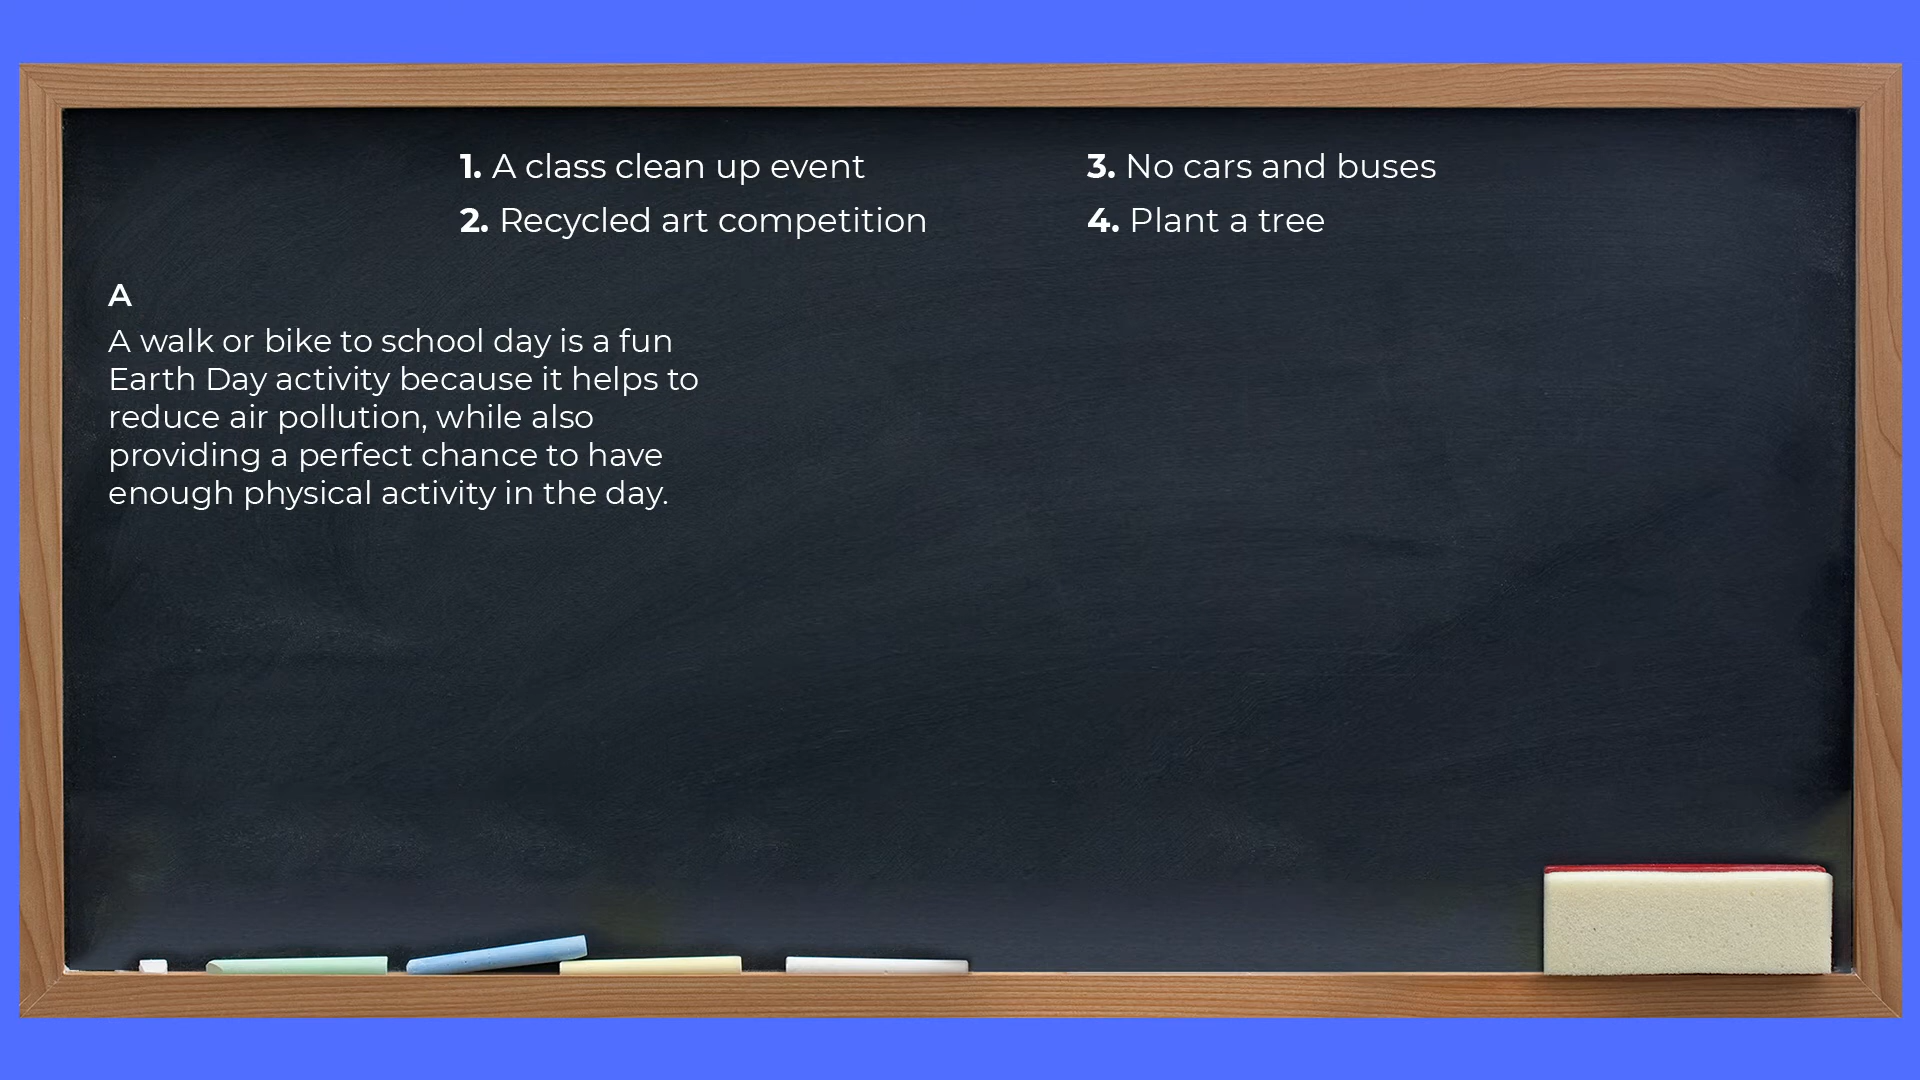 1. A class clean up event
2. Recycled art competition
3. No cars and buses
4. Plant a tree
A
A walk or bike to school day is a fun
Earth Day activity because it helps to
reduce air pollution, while also
providing a perfect chance to have
enough physical activity in the day.